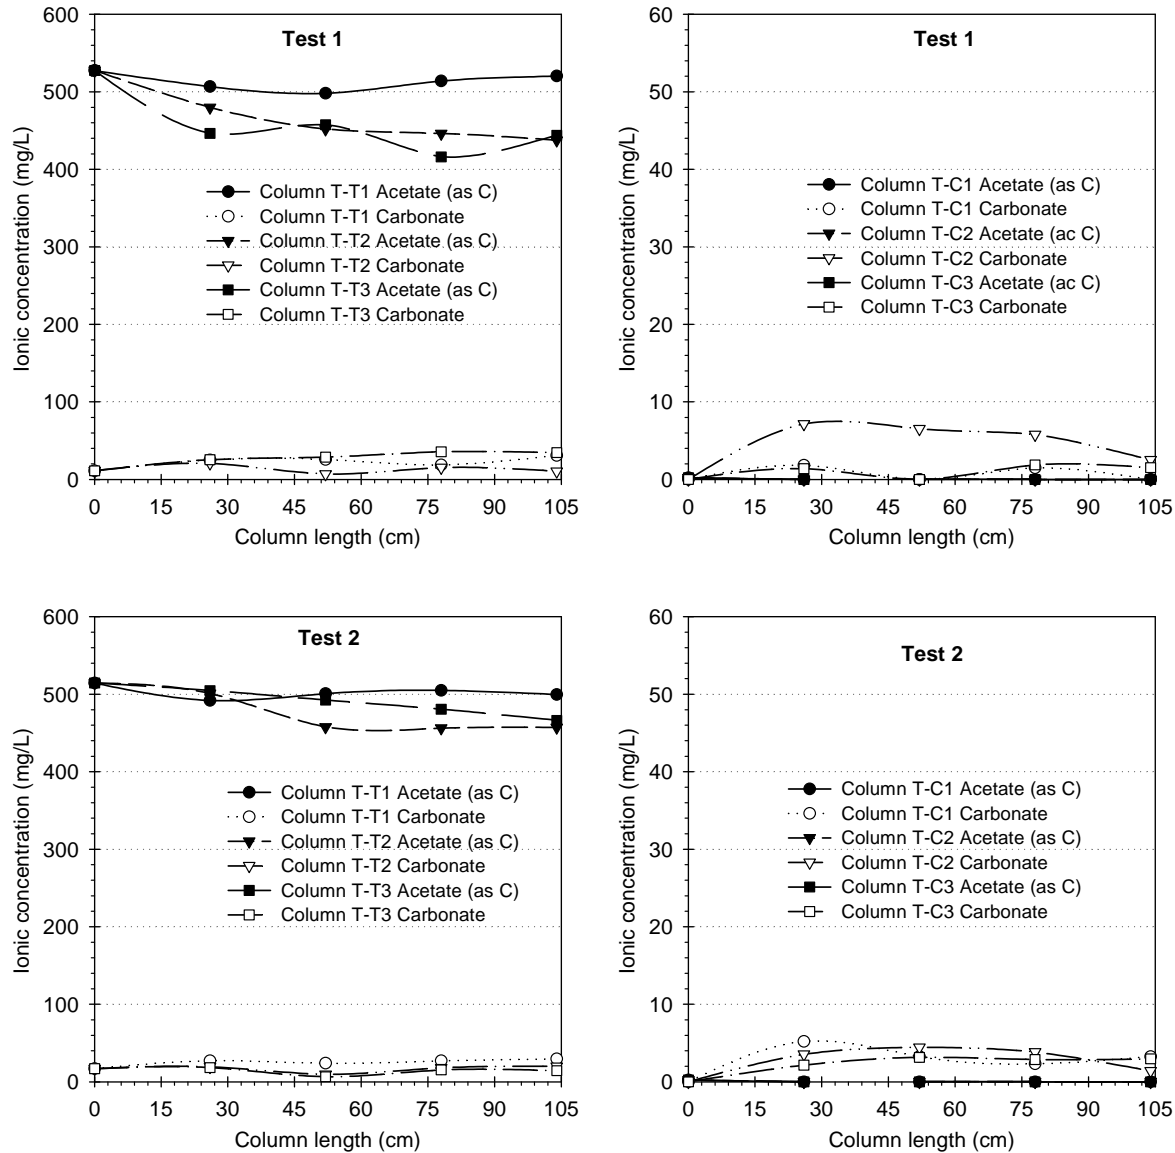 Test 1
Ionic concentration (mg/L)
600
500
400
300
200
100
0
Column T-T1 Acetate (as C)
Column T-T1 Carbonate
Column T-T2 Acetate (as C)
Column T-T2 Carbonate
Column T-T3 Acetate (as C)
Column T-T3 Carbonate
0 15 30 45 60 75 90 105
Column length (cm)
Test 1
Ionic concentration (mg/L)
60
50
40
30
20
10
0
Column T-C1 Acetate (as C)
Column T-C1 Carbonate
Column T-C2 Acetate (ac C)
Column T-C2 Carbonate
Column T-C3 Acetate (ac C)
Column T-C3 Carbonate
0 15 30 45 60 75 90 105
Column length (cm)
Test 2
Ionic concentration (mg/L)
600
500
400
300
200
100
0
Column T-T1 Acetate (as C)
Column T-T1 Carbonate
Column T-T2 Acetate (as C)
Column T-T2 Carbonate
Column T-T3 Acetate (as C)
Column T-T3 Carbonate
0 15 30 45 60 75 90 105
Column length (cm)
Test 2
Ionic concentration (mg/L)
60
50
40
30
20
10
0
Column T-C1 Acetate (as C)
Column T-C1 Carbonate
Column T-C2 Acetate (as C)
Column T-C2 Carbonate
Column T-C3 Acetate (as C)
Column T-C3 Carbonate
0 15 30 45 60 75 90 105
Column length (cm)